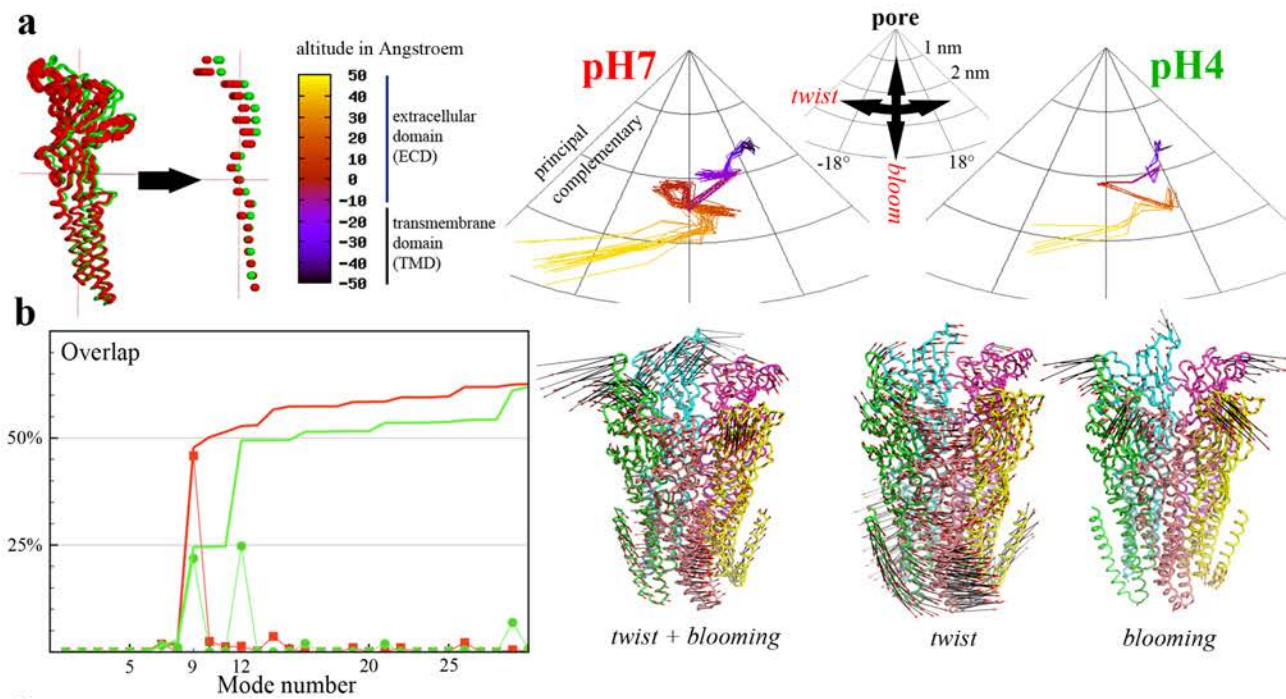 a
altitude in Angstroem
50
40
30
20
10
0
-10
-20
-30
-40
-50
extracellular
domain
(ECD)
transmembrane
domain
(TMD)
pH7
principal
complementary
pore
1 nm
2 nm
twist
-18°
18°
bloom
pH4
b
Overlap
50%
25%
5
9
12
20
25
Mode number
twist + blooming
twist
blooming